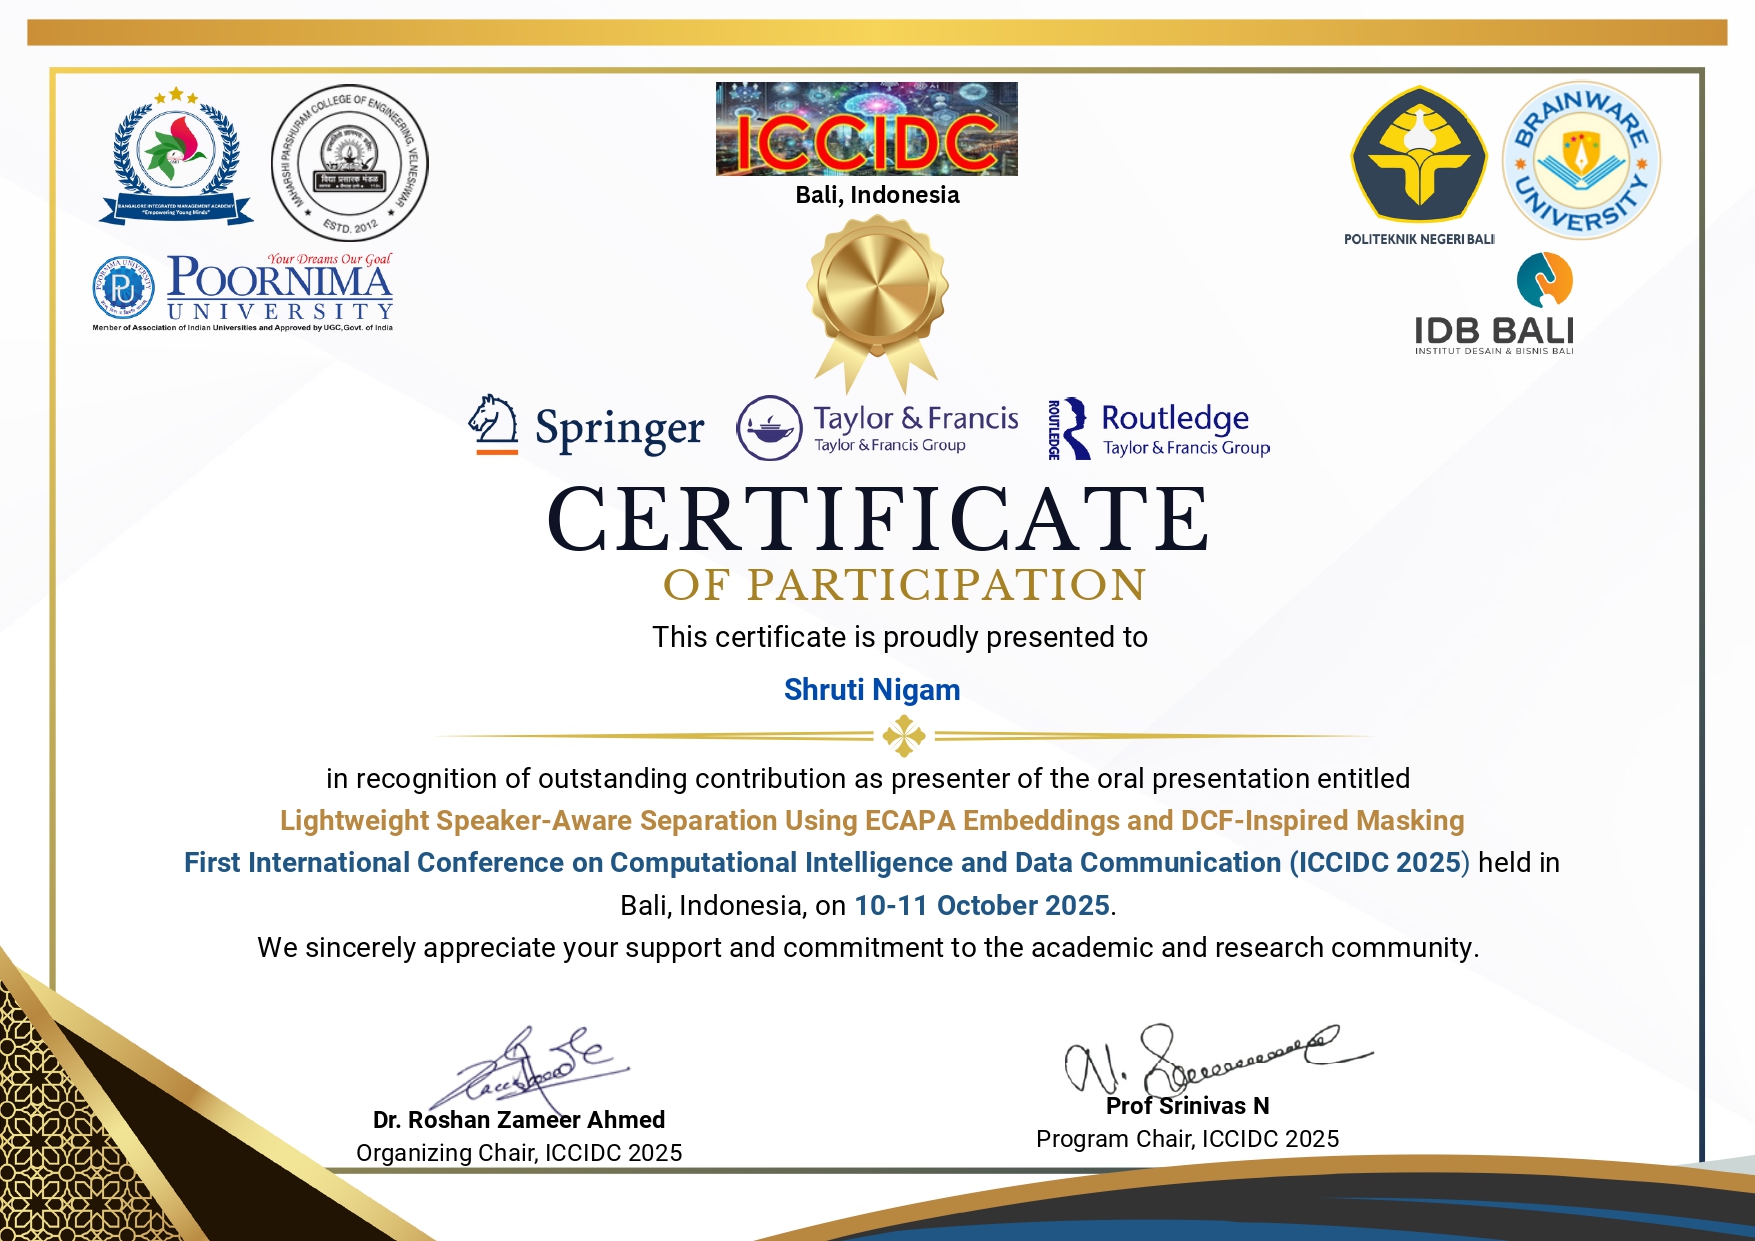 BANGALORE INTEGRATED MANAGEMENT ACADEMY
"Empowering Young Minds"
MAHARSHI PARSHURAM COLLEGE OF ENGINEERING, VELNESHWAR
विद्या प्रसारक मंडळ
ESTD. 2012
ICCIDC
Bali, Indonesia
POLITEKNIK NEGERI BALI
BRAINWARE
UNIVERSITY
POORNIMA UNIVERSITY
PU
Your Dreams Our Goal
POORNIMA
UNIVERSITY
Member of Association of Indian Universities and Approved by UGC,Govt. of India
IDB BALI
INSTITUT DESAIN & BISNIS BALI
Springer
Taylor & Francis
Taylor & Francis Group
ROUTLEDGE
Routledge
Taylor & Francis Group
CERTIFICATE
OF PARTICIPATION
This certificate is proudly presented to
Shruti Nigam
in recognition of outstanding contribution as presenter of the oral presentation entitled
Lightweight Speaker-Aware Separation Using ECAPA Embeddings and DCF-Inspired Masking
First International Conference on Computational Intelligence and Data Communication (ICCIDC 2025) held in
Bali, Indonesia, on 10-11 October 2025.
We sincerely appreciate your support and commitment to the academic and research community.
Dr. Roshan Zameer Ahmed
Organizing Chair, ICCIDC 2025
Prof Srinivas N
Program Chair, ICCIDC 2025